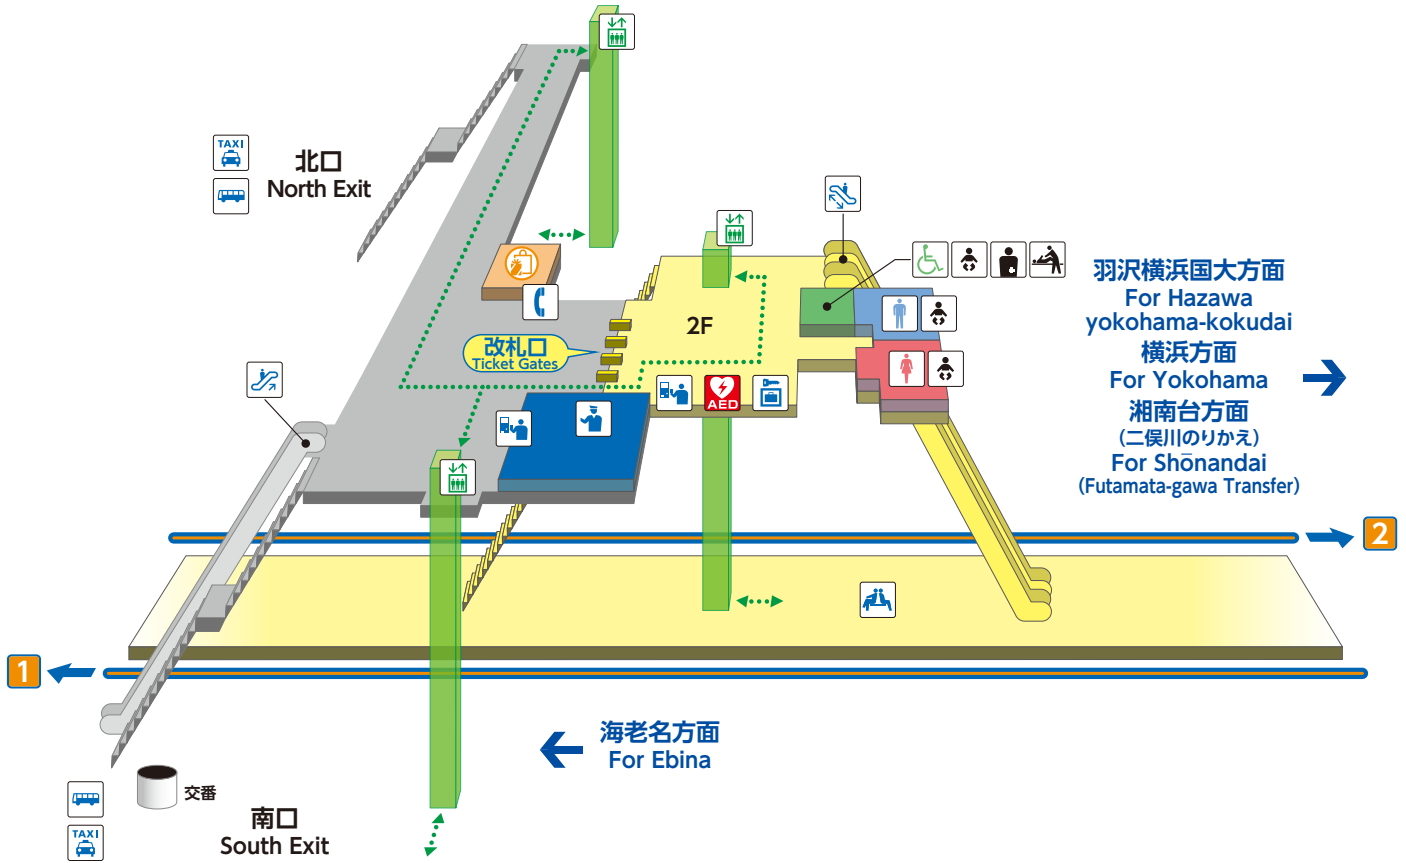 TAXI
北口
North Exit
羽沢横浜国大方面
For Hazawa
yokohama-kokudai
横浜方面
For Yokohama
湘南台方面
(二俣川のりかえ)
For Shōnandai
(Futamata-gawa Transfer)
2F
改札口
Ticket Gates
AED
2
1
海老名方面
For Ebina
交番
TAXI
南口
South Exit